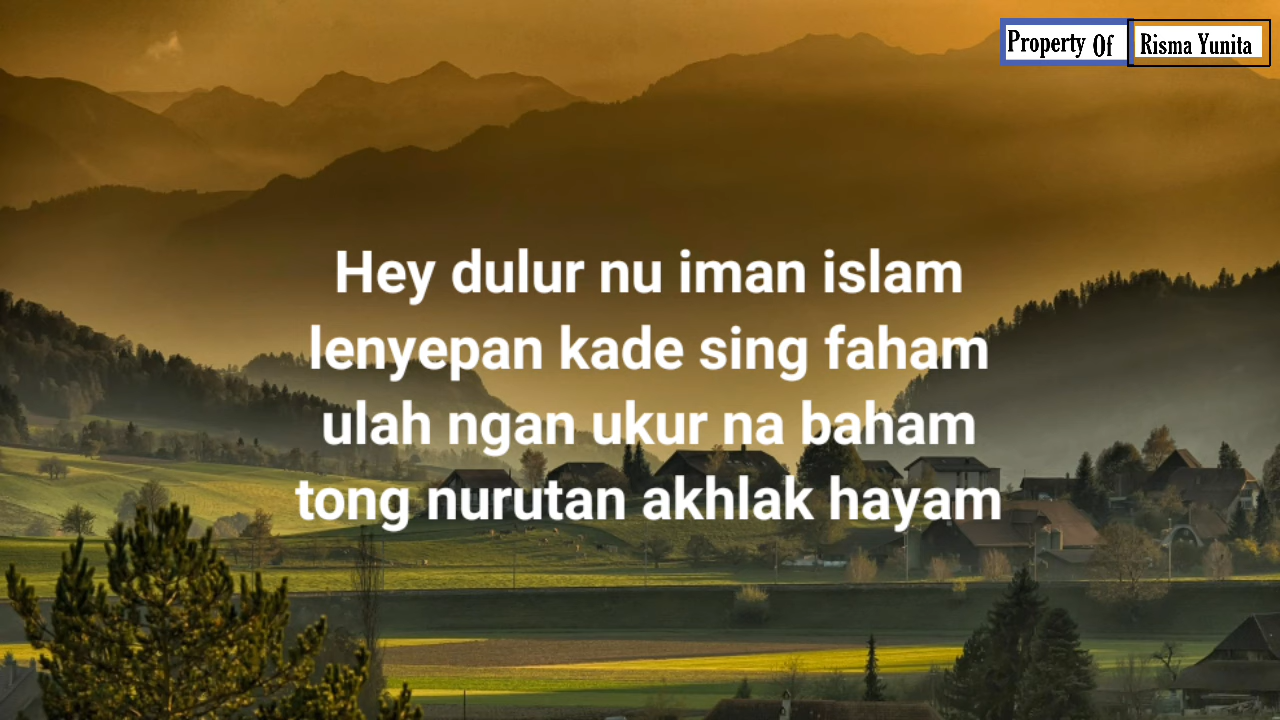 Property Of Risma Yunita
Hey dulur nu iman islam
lenyepan kade sing faham
ulah ngan ukur na baham
tong nurutan akhlak hayam